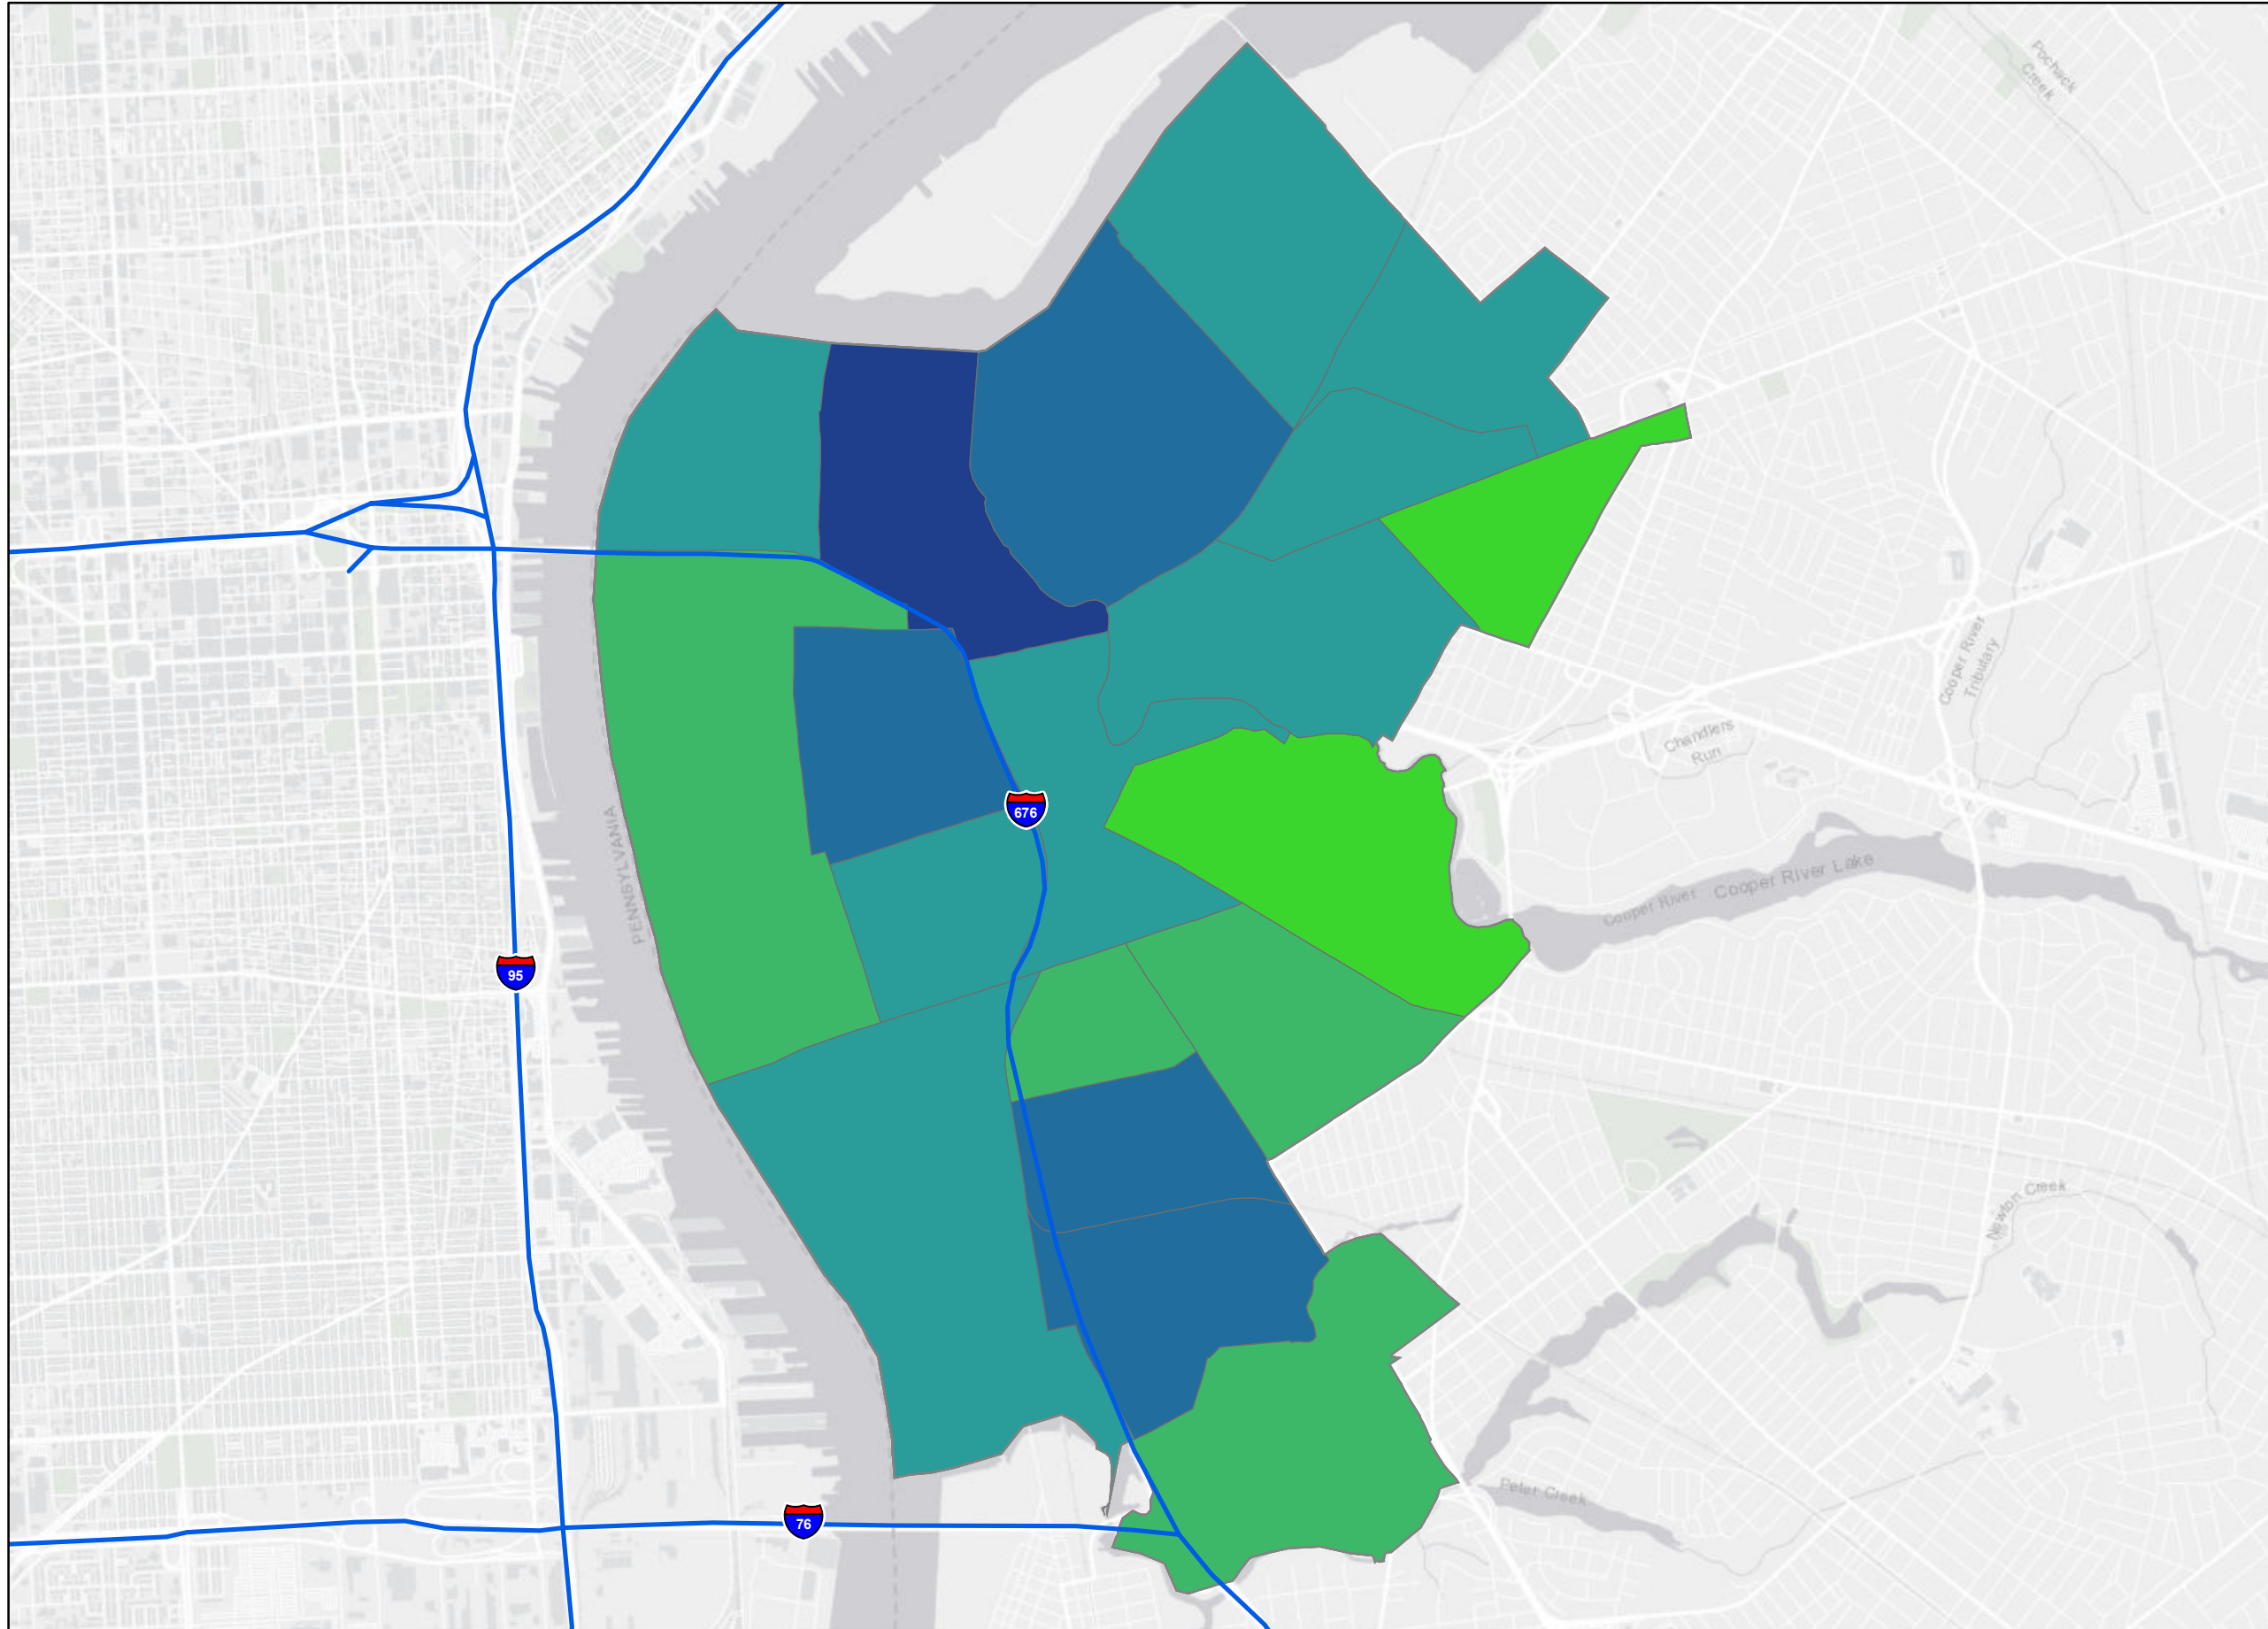 Pochack
Creek
Cooper River
Tributary
Chandlers
Run
676
PENNSYLVANIA
Cooper River
Cooper River Lake
95
Newton Creek
Peter Creek
76